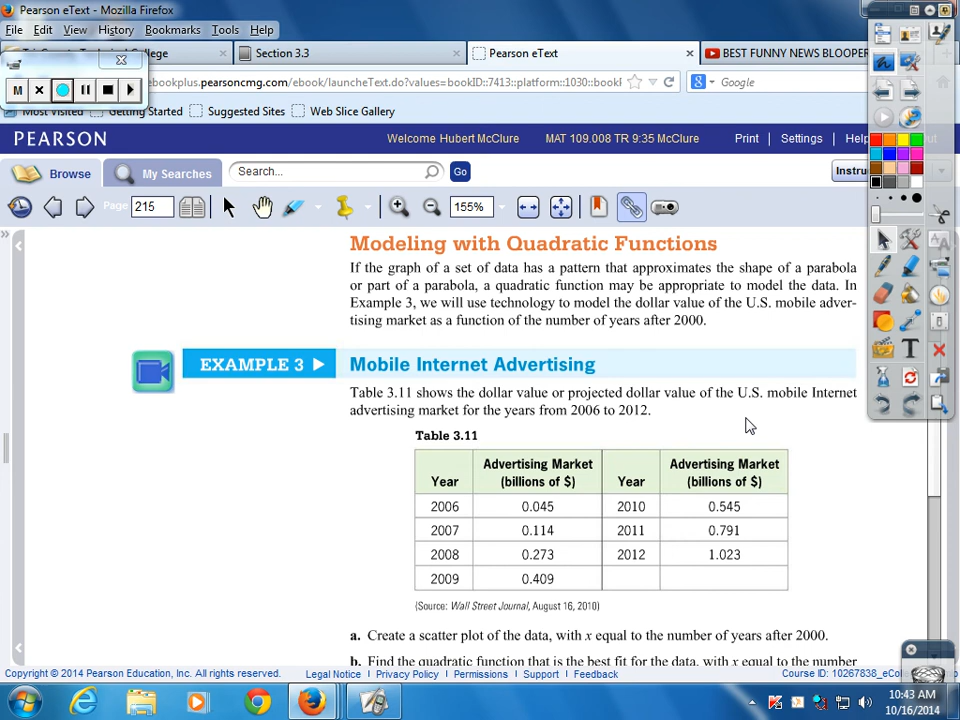 Pearson eText - Mozilla Firefox
File Edit View History Bookmarks Tools Help
Technical College
Section 3.3
Pearson eText
BEST FUNNY NEWS BLOOPER
ebookplus.pearsoncmg.com/ebook/launcheText.do?values=bookID::7413::platform::1030::bookI
Google
M
Most Visited Getting Started Suggested Sites Web Slice Gallery
PEARSON
Welcome Hubert McClure MAT 109.008 TR 9:35 McClure Print Settings Help
Browse My Searches Search... Go Instru
Page 215 155%
Modeling with Quadratic Functions
If the graph of a set of data has a pattern that approximates the shape of a parabola
or part of a parabola, a quadratic function may be appropriate to model the data. In
Example 3, we will use technology to model the dollar value of the U.S. mobile adver-
tising market as a function of the number of years after 2000.
EXAMPLE 3 Mobile Internet Advertising
Table 3.11 shows the dollar value or projected dollar value of the U.S. mobile Internet
advertising market for the years from 2006 to 2012.
Table 3.11
Year Advertising Market (billions of $) Year Advertising Market (billions of $)
2006 0.045 2010 0.545
2007 0.114 2011 0.791
2008 0.273 2012 1.023
2009 0.409
(Source: Wall Street Journal, August 16, 2010)
a. Create a scatter plot of the data, with x equal to the number of years after 2000.
b. Find the quadratic function that is the best fit for the data, with x equal to the number
Copyright © 2014 Pearson Education, Inc. All rights reserved. Legal Notice | Privacy Policy | Permissions | Support | Feedback Course ID: 10267838_eCol
10:43 AM
10/16/2014